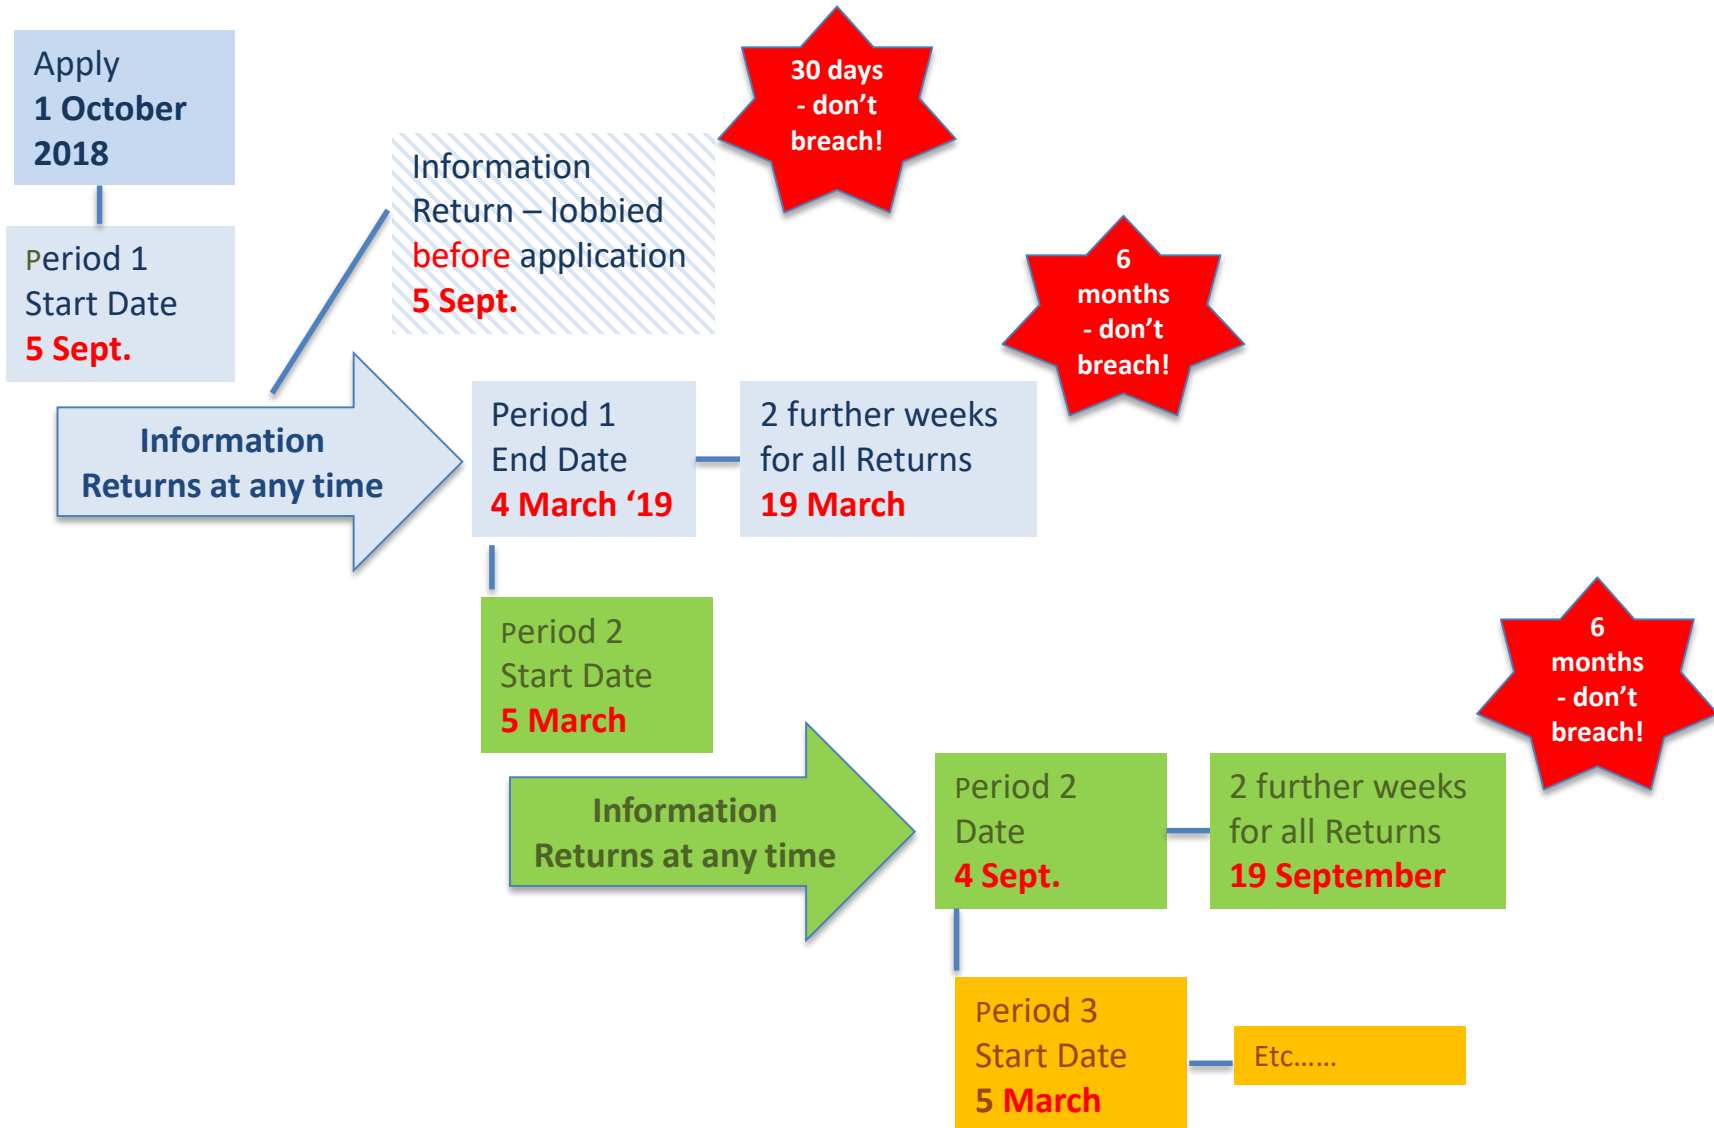 Apply
1 October
2018
Period 1
Start Date
5 Sept.
Information
Return – lobbied
before application
5 Sept.
30 days
- don’t
breach!
Information
Returns at any time
Period 1
End Date
4 March ‘19
2 further weeks
for all Returns
19 March
6
months
- don’t
breach!
Period 2
Start Date
5 March
Information
Returns at any time
Period 2
Date
4 Sept.
2 further weeks
for all Returns
19 September
6
months
- don’t
breach!
Period 3
Start Date
5 March
Etc......